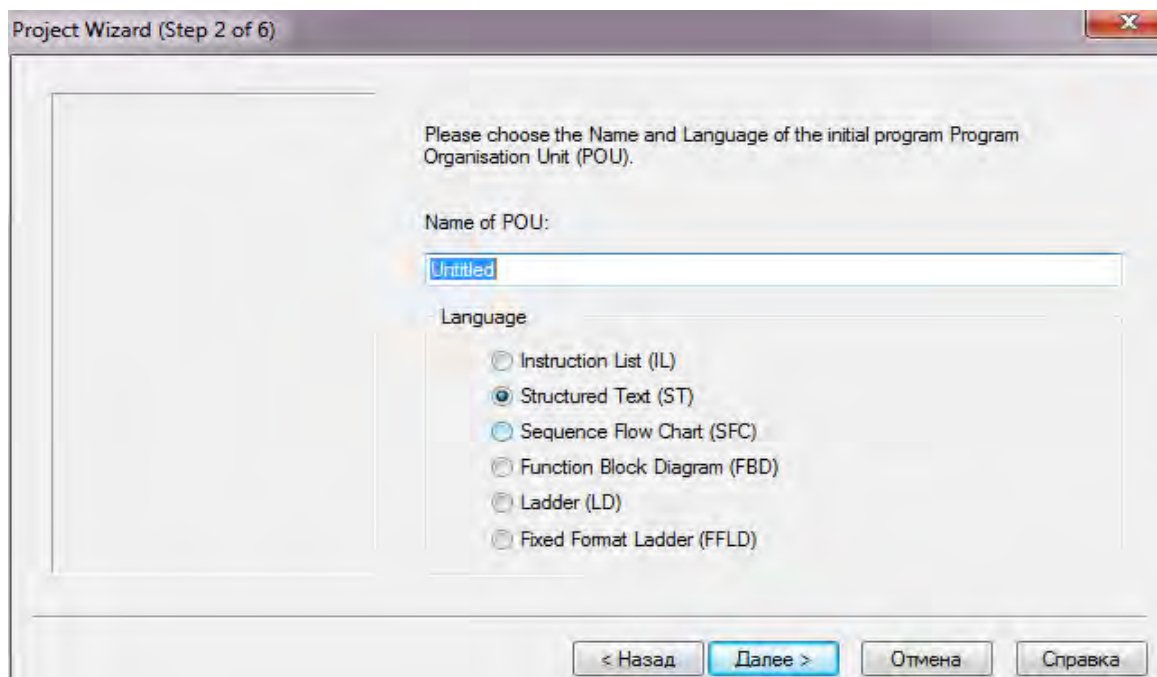 Project Wizard (Step 2 of 6)
Please choose the Name and Language of the initial program Program
Organisation Unit (POU).
Name of POU:
Untitled
Language
Instruction List (IL)
Structured Text (ST)
Sequence Flow Chart (SFC)
Function Block Diagram (FBD)
Ladder (LD)
Fixed Format Ladder (FFLD)
< Назад Далее > Отмена Справка